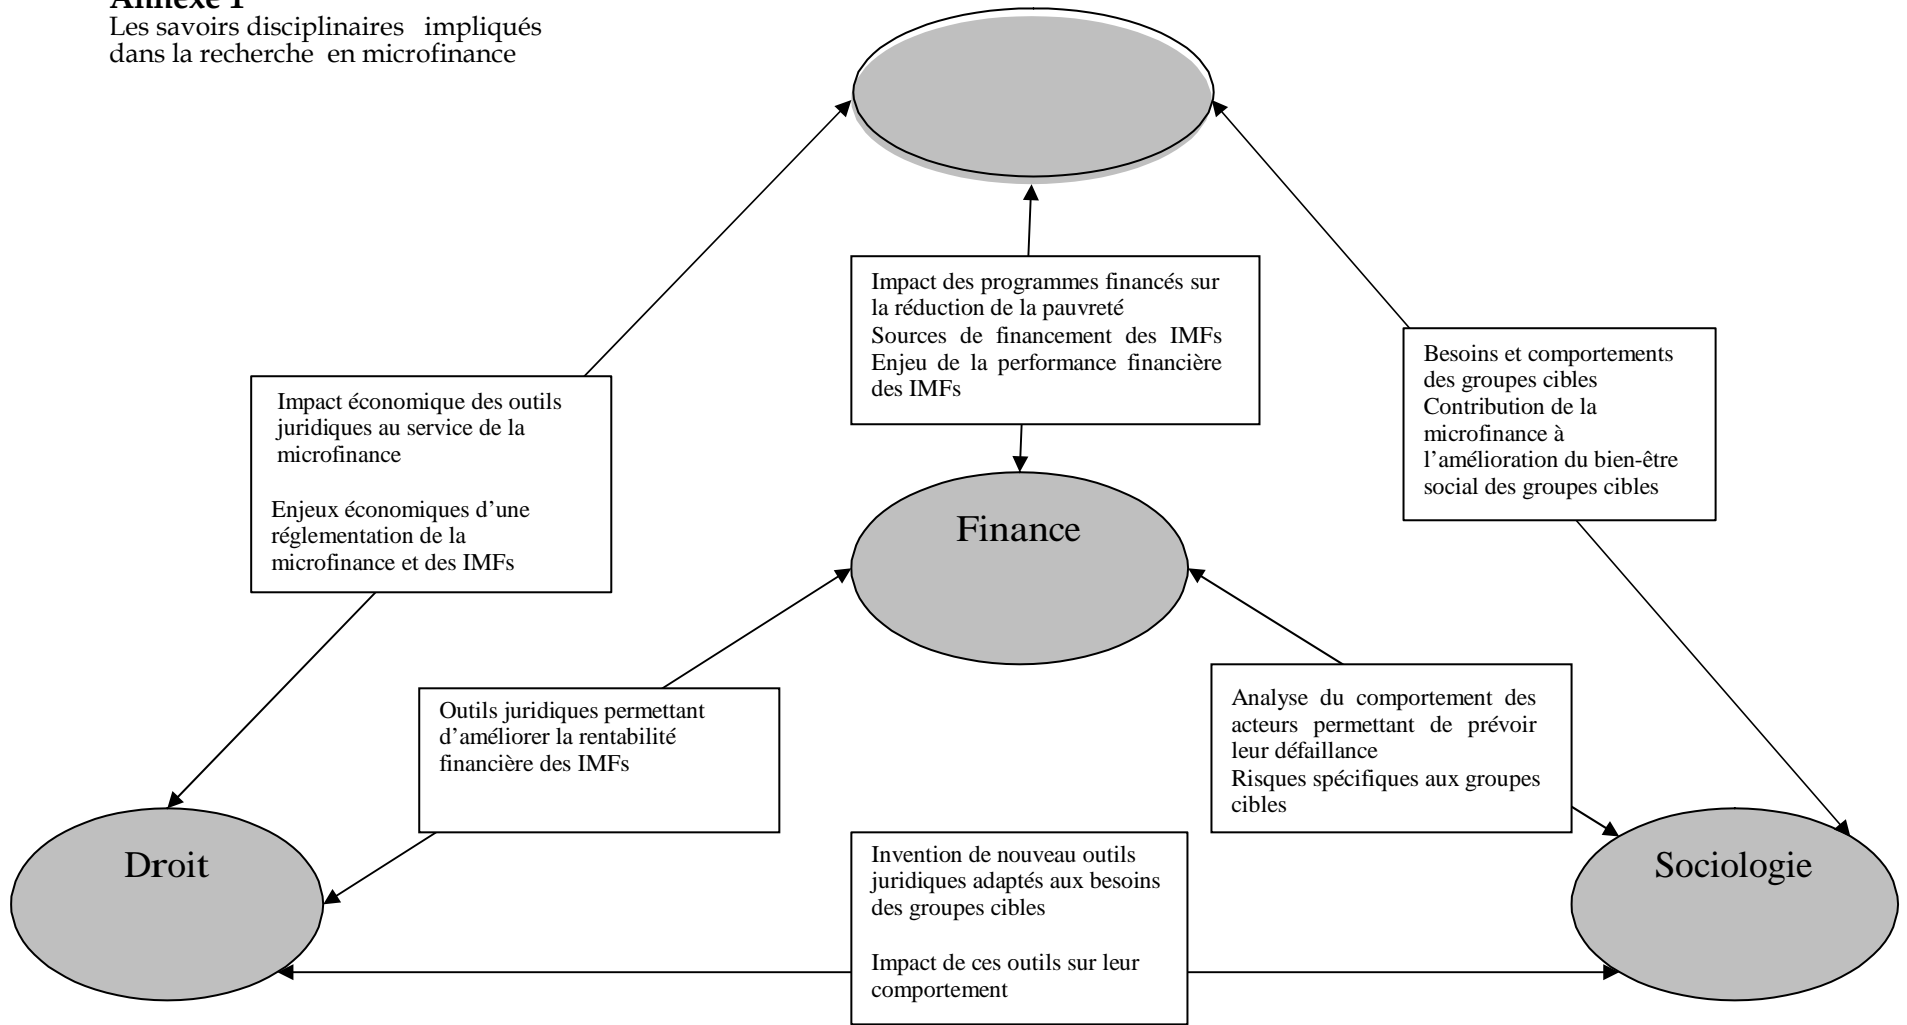 Annexe 1
Les savoirs disciplinaires impliqués
dans la recherche en microfinance
Impact des programmes financés sur
la réduction de la pauvreté
Sources de financement des IMFs
Enjeu de la performance financière
des IMFs
Besoins et comportements
des groupes cibles
Contribution de la
microfinance à
l’amélioration du bien-être
social des groupes cibles
Impact économique des outils
juridiques au service de la
microfinance
Enjeux économiques d’une
réglementation de la
microfinance et des IMFs
Finance
Outils juridiques permettant
d’améliorer la rentabilité
financière des IMFs
Analyse du comportement des
acteurs permettant de prévoir
leur défaillance
Risques spécifiques aux groupes
cibles
Droit
Sociologie
Invention de nouveau outils
juridiques adaptés aux besoins
des groupes cibles
Impact de ces outils sur leur
comportement